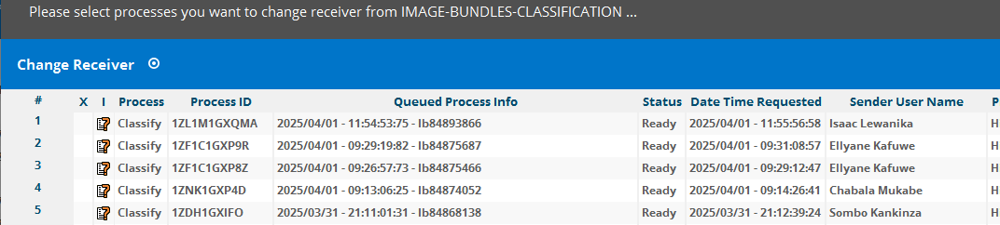 Please select processes you want to change receiver from IMAGE-BUNDLES-CLASSIFICATION ...
Change Receiver
# X I Process Process ID Queued Process Info Status Date Time Requested Sender User Name P
1 Classify 1ZL1M1GXQMA 2025/04/01 - 11:54:53:75 - Ib84893866 Ready 2025/04/01 - 11:55:56:58 Isaac Lewanika H
2 Classify 1ZF1C1GXP9R 2025/04/01 - 09:29:19:82 - Ib84875687 Ready 2025/04/01 - 09:31:08:57 Ellyane Kafuwe H
3 Classify 1ZF1C1GXP8Z 2025/04/01 - 09:26:57:73 - Ib84875466 Ready 2025/04/01 - 09:29:12:47 Ellyane Kafuwe H
4 Classify 1ZNK1GXP4D 2025/04/01 - 09:13:06:25 - Ib84874052 Ready 2025/04/01 - 09:14:26:41 Chabala Mukabe H
5 Classify 1ZDH1GXIFO 2025/03/31 - 21:11:01:31 - Ib84868138 Ready 2025/03/31 - 21:12:39:24 Sombo Kankinza H